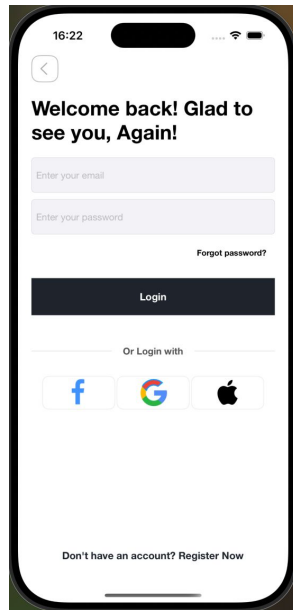 16:22
Welcome back! Glad to
see you, Again!
Enter your email
Enter your password
Forgot password?
Login
Or Login with
Don't have an account? Register Now